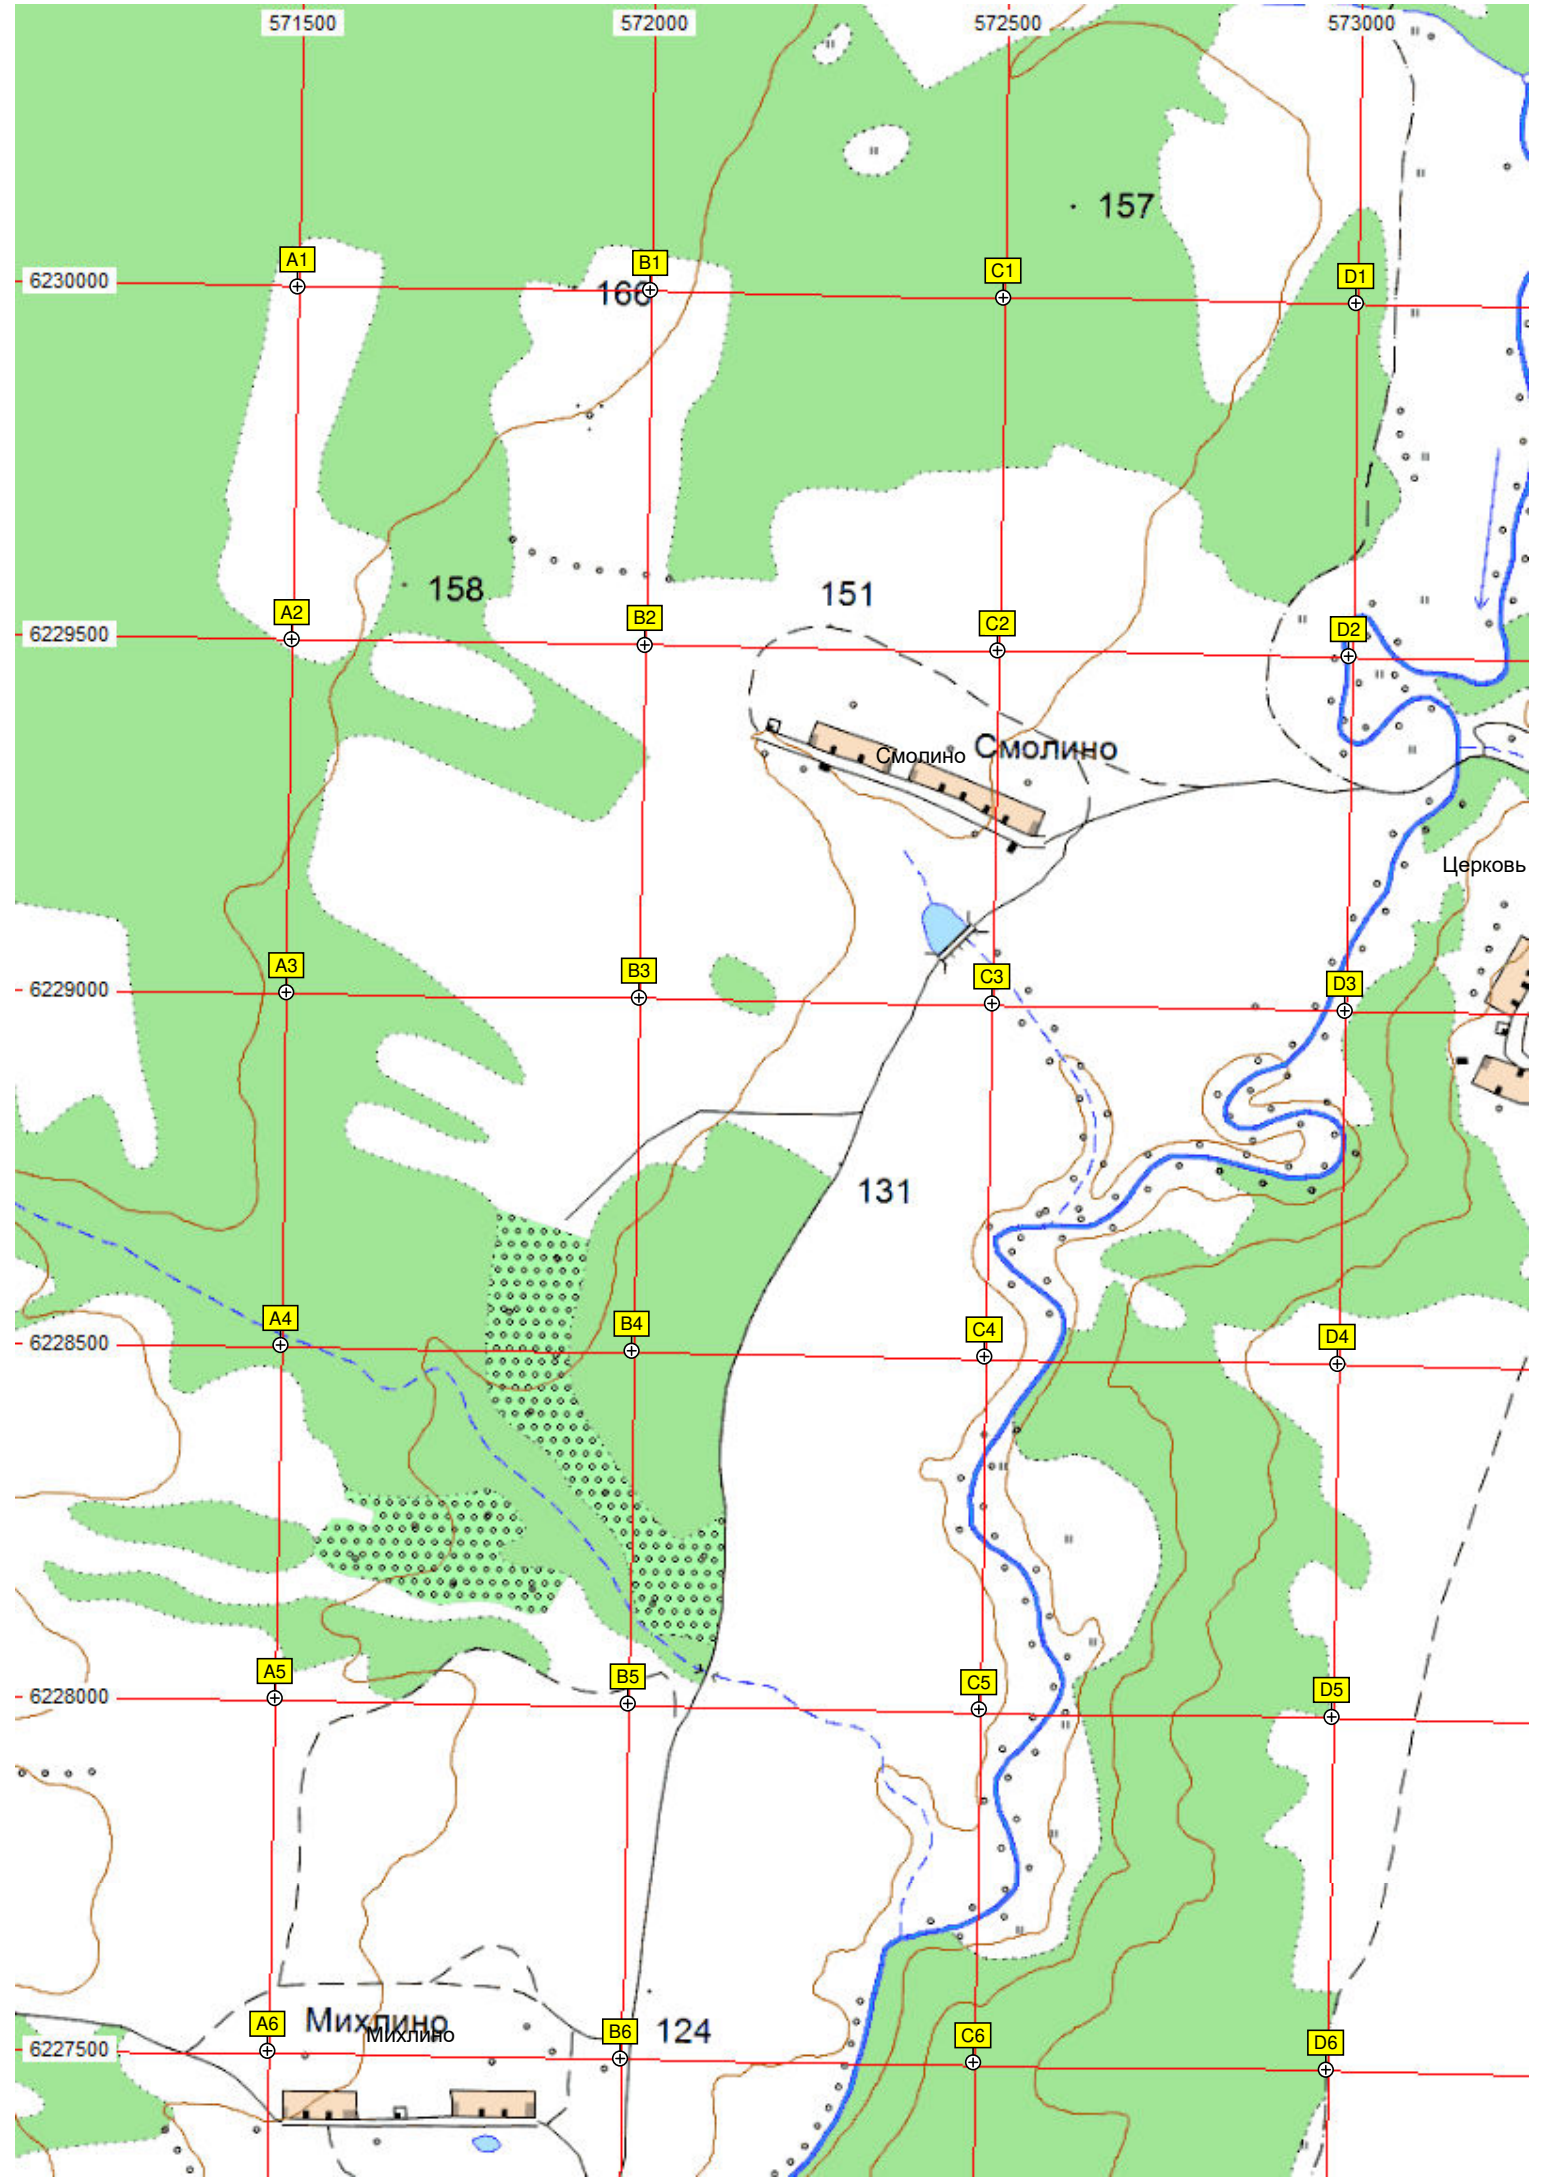 571500 572000 572500 573000
157
A1 B1 C1 D1
6230000
166
158
151
A2 B2 C2 D2
6229500
Смолино
Смолино
Церковь
A3 B3 C3 D3
6229000
131
A4 B4 C4 D4
6228500
A5 B5 C5 D5
6228000
Михлино
Михлино
A6 B6 124 C6 D6
6227500